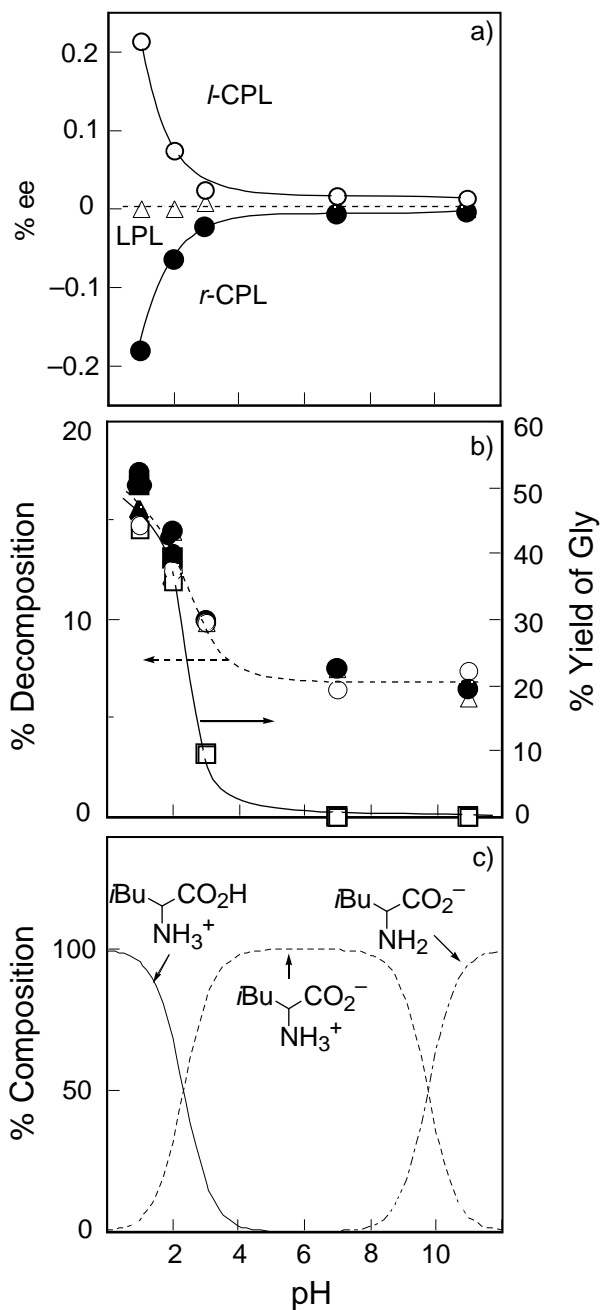 a)
0.2
l-CPL
0.1
% ee
0
LPL
–0.1
r-CPL
–0.2
20
60
b)
50
40
% Decomposition
10
30
% Yield of Gly
20
10
0
0
c)
iBu CO2H
NH3+
iBu CO2–
NH2
% Composition
100
iBu CO2–
NH3+
50
0
2 4 6 8 10
pH